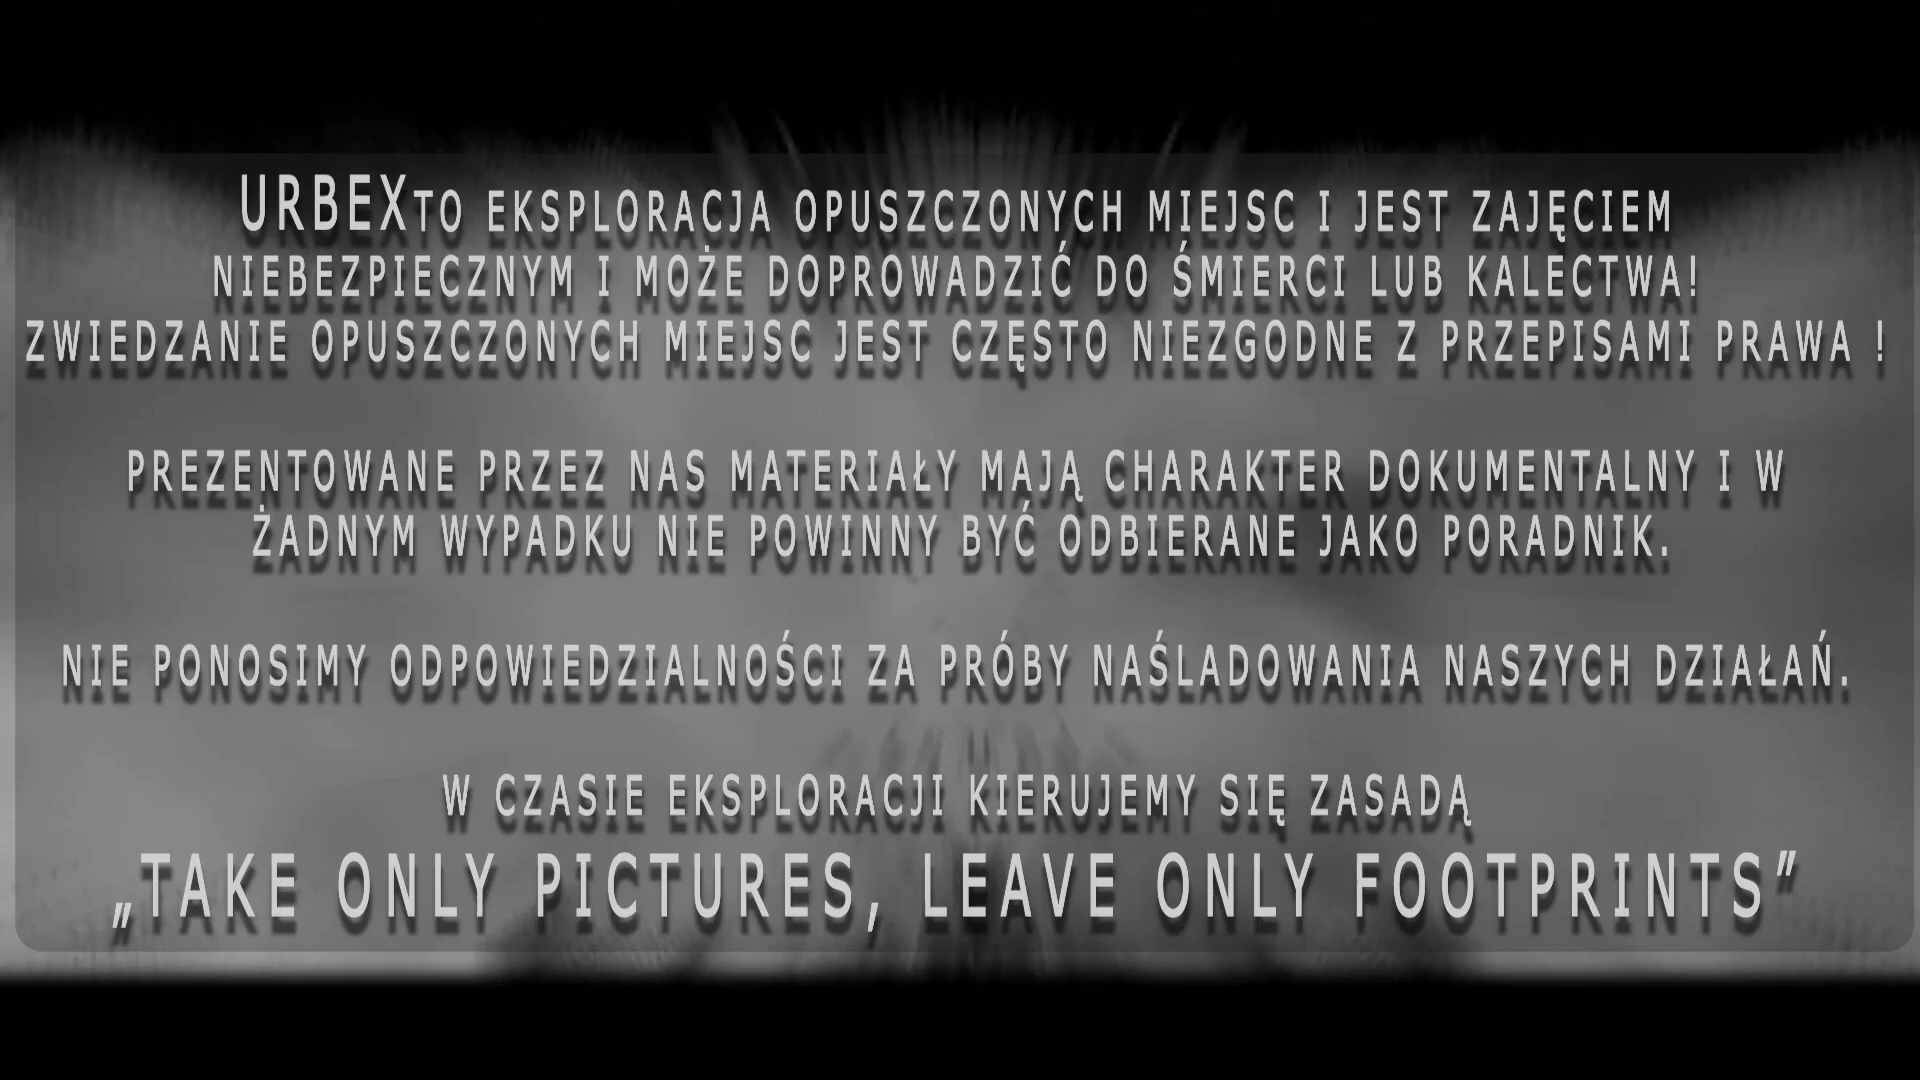 URBEX TO EKSPLORACJA OPUSZCZONYCH MIEJSC I JEST ZAJĘCIEM
NIEBEZPIECZNYM I MOŻE DOPROWADZIĆ DO ŚMIERCI LUB KALECTWA!
ZWIEDZANIE OPUSZCZONYCH MIEJSC JEST CZĘSTO NIEZGODNE Z PRZEPISAMI PRAWA !
PREZENTOWANE PRZEZ NAS MATERIAŁY MAJĄ CHARAKTER DOKUMENTALNY I W
ŻADNYM WYPADKU NIE POWINNY BYĆ ODBIERANE JAKO PORADNIK.
NIE PONOSIMY ODPOWIEDZIALNOŚCI ZA PRÓBY NAŚLADOWANIA NASZYCH DZIAŁAŃ.
W CZASIE EKSPLORACJI KIERUJEMY SIĘ ZASADĄ
„TAKE ONLY PICTURES, LEAVE ONLY FOOTPRINTS”